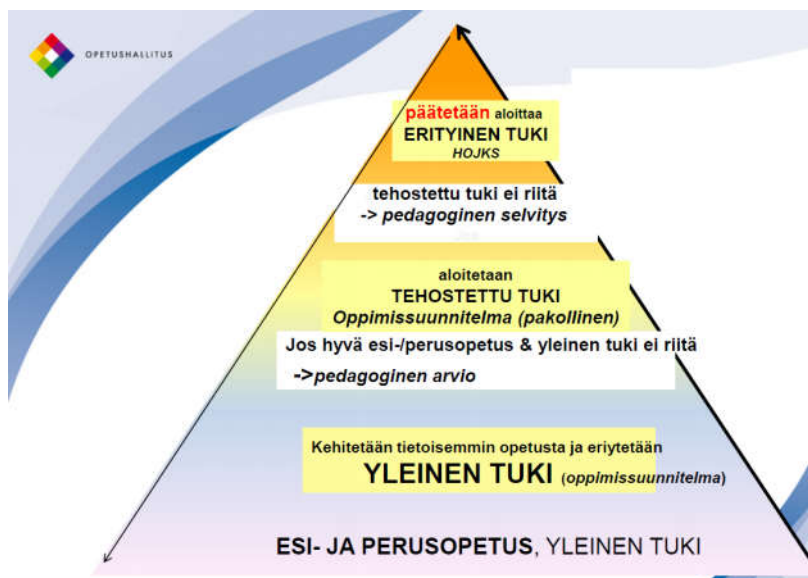 OPETUSHALLITUS
päätetään aloittaa
ERITYINEN TUKI
HOJKS
tehostettu tuki ei riitä
-> pedagoginen selvitys
aloitetaan
TEHOSTETTU TUKI
Oppimissuunnitelma (pakollinen)
Jos hyvä esi-/perusopetus & yleinen tuki ei riitä
->pedagoginen arvio
Kehitetään tietoisemmin opetusta ja eriytetään
YLEINEN TUKI (oppimissuunnitelma)
ESI- JA PERUSOPETUS, YLEINEN TUKI